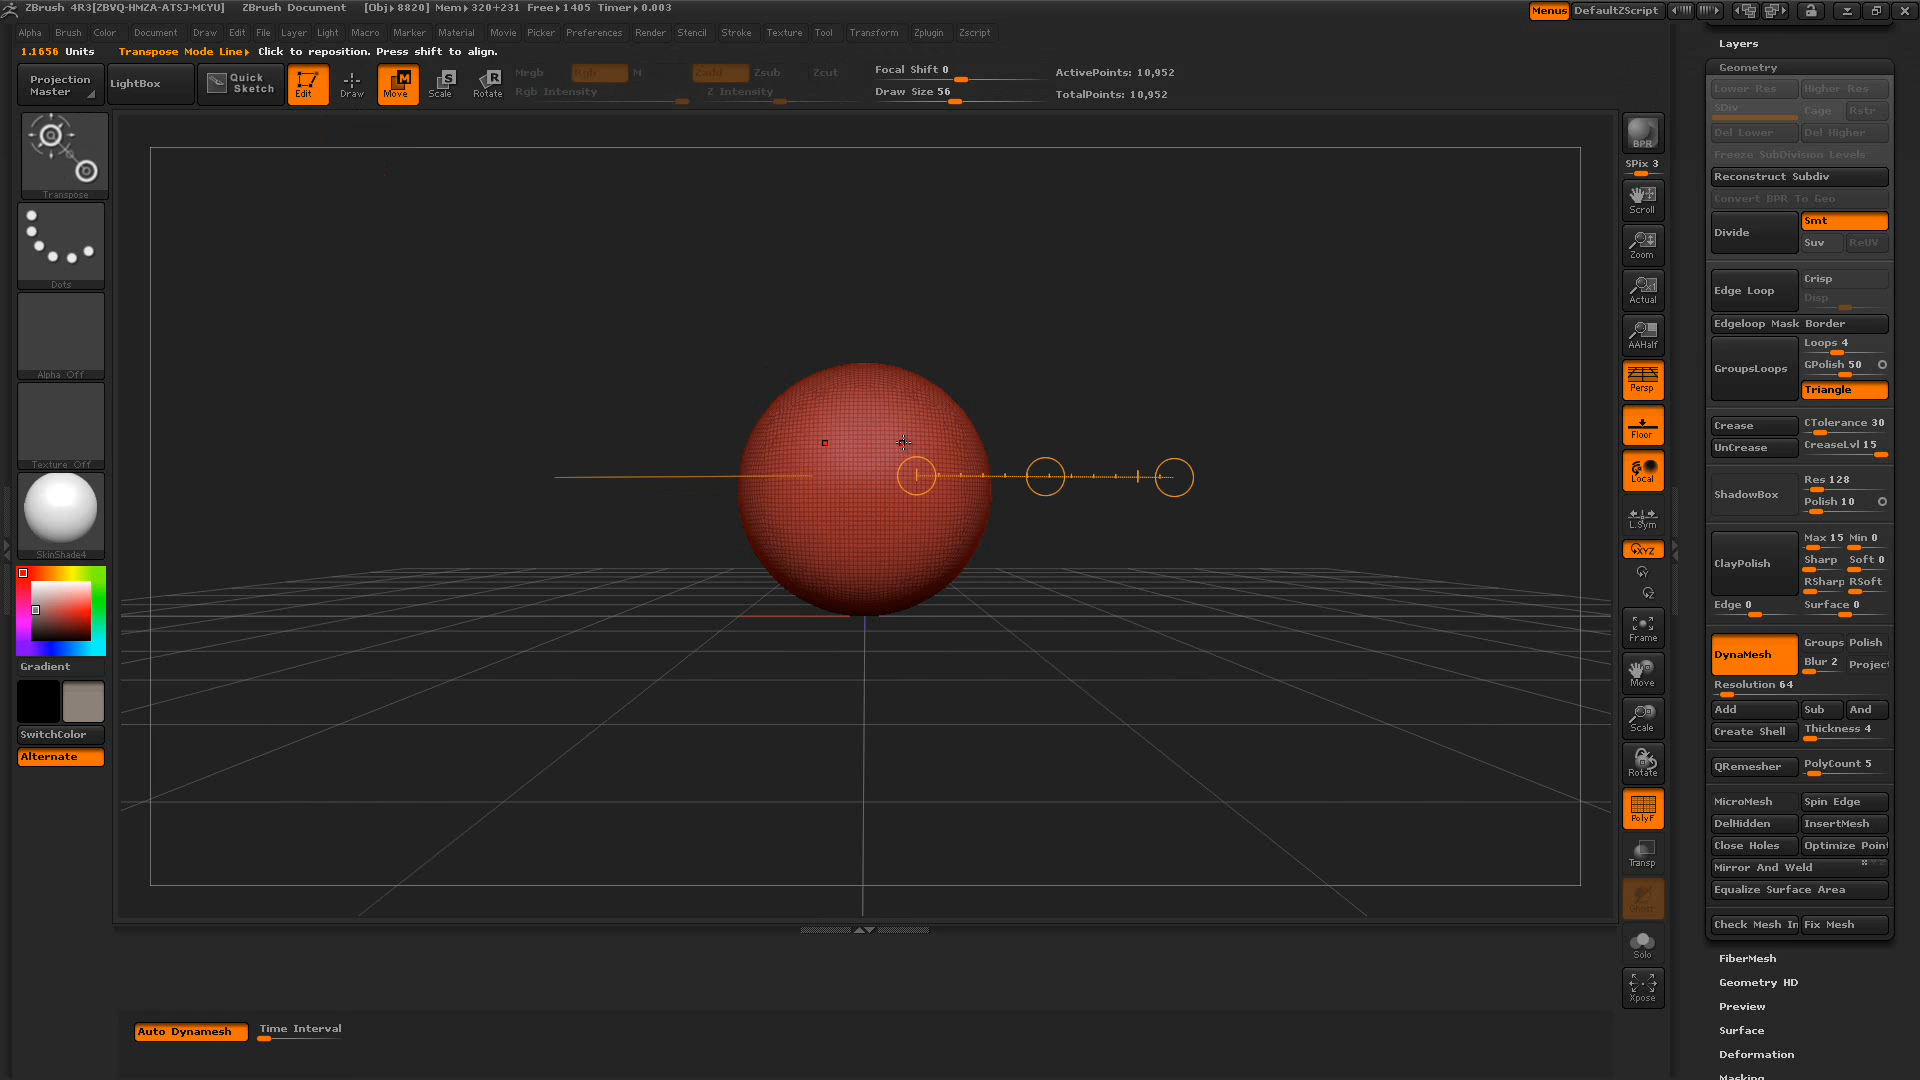 ZBrush 4R3[ZBVQ-HMZA-ATSJ-MCYU] ZBrush Document [Obj▸ 8820] Mem▸320+231 Free▸1405 Timer▸0.003 Menus DefaultZScript
Alpha Brush Color Document Draw Edit File Layer Light Macro Marker Material Movie Picker Preferences Render Stencil Stroke Texture Tool Transform Zplugin Zscript
1.1656 Units Transpose Mode Line▸ Click to reposition. Press shift to align.
Projection Master
LightBox
Quick Sketch
Edit
Draw
Move
Scale
Rotate
Mrgb Rgb M
Rgb Intensity
Zadd Zsub Zcut
Z Intensity
Focal Shift 0
Draw Size 56
ActivePoints: 10,952
TotalPoints: 10,952
Transpose
Dots
Alpha Off
Texture Off
SkinShade4
Gradient
SwitchColor
Alternate
Auto Dynamesh
Time Interval
BPR
SPix 3
Scroll
Zoom
Actual
AAHalf
Persp
Floor
Local
L.Sym
XYZ
Y
Z
Frame
Move
Scale
Rotate
PolyF
Transp
Ghost
Solo
Xpose
Layers
Geometry
Lower Res Higher Res
SDiv Cage Rstr
Del Lower Del Higher
Freeze SubDivision Levels
Reconstruct Subdiv
Convert BPR To Geo
Divide
Smt
Suv ReUV
Edge Loop
Crisp
Disp
Edgeloop Mask Border
GroupsLoops
Loops 4
GPolish 50
Triangle
Crease CTolerance 30
UnCrease CreaseLvl 15
ShadowBox
Res 128
Polish 10
ClayPolish
Max 15 Min 0
Sharp Soft 0
RSharp RSoft
Edge 0 Surface 0
DynaMesh
Groups Polish
Blur 2 Projec
Resolution 64
Add Sub And
Create Shell Thickness 4
QRemesher PolyCount 5
MicroMesh Spin Edge
DelHidden InsertMesh
Close Holes Optimize Poin
Mirror And Weld
Equalize Surface Area
Check Mesh In Fix Mesh
FiberMesh
Geometry HD
Preview
Surface
Deformation
Masking